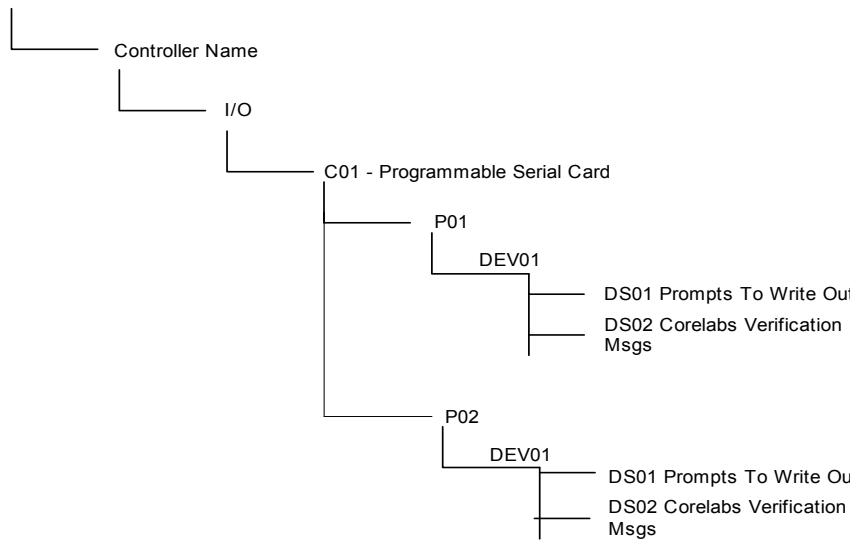 Controller Name
I/O
C01 - Programmable Serial Card
P01
DEV01
DS01 Prompts To Write Out
DS02 Corelabs Verification
Msgs
P02
DEV01
DS01 Prompts To Write Ou
DS02 Corelabs Verification
Msgs